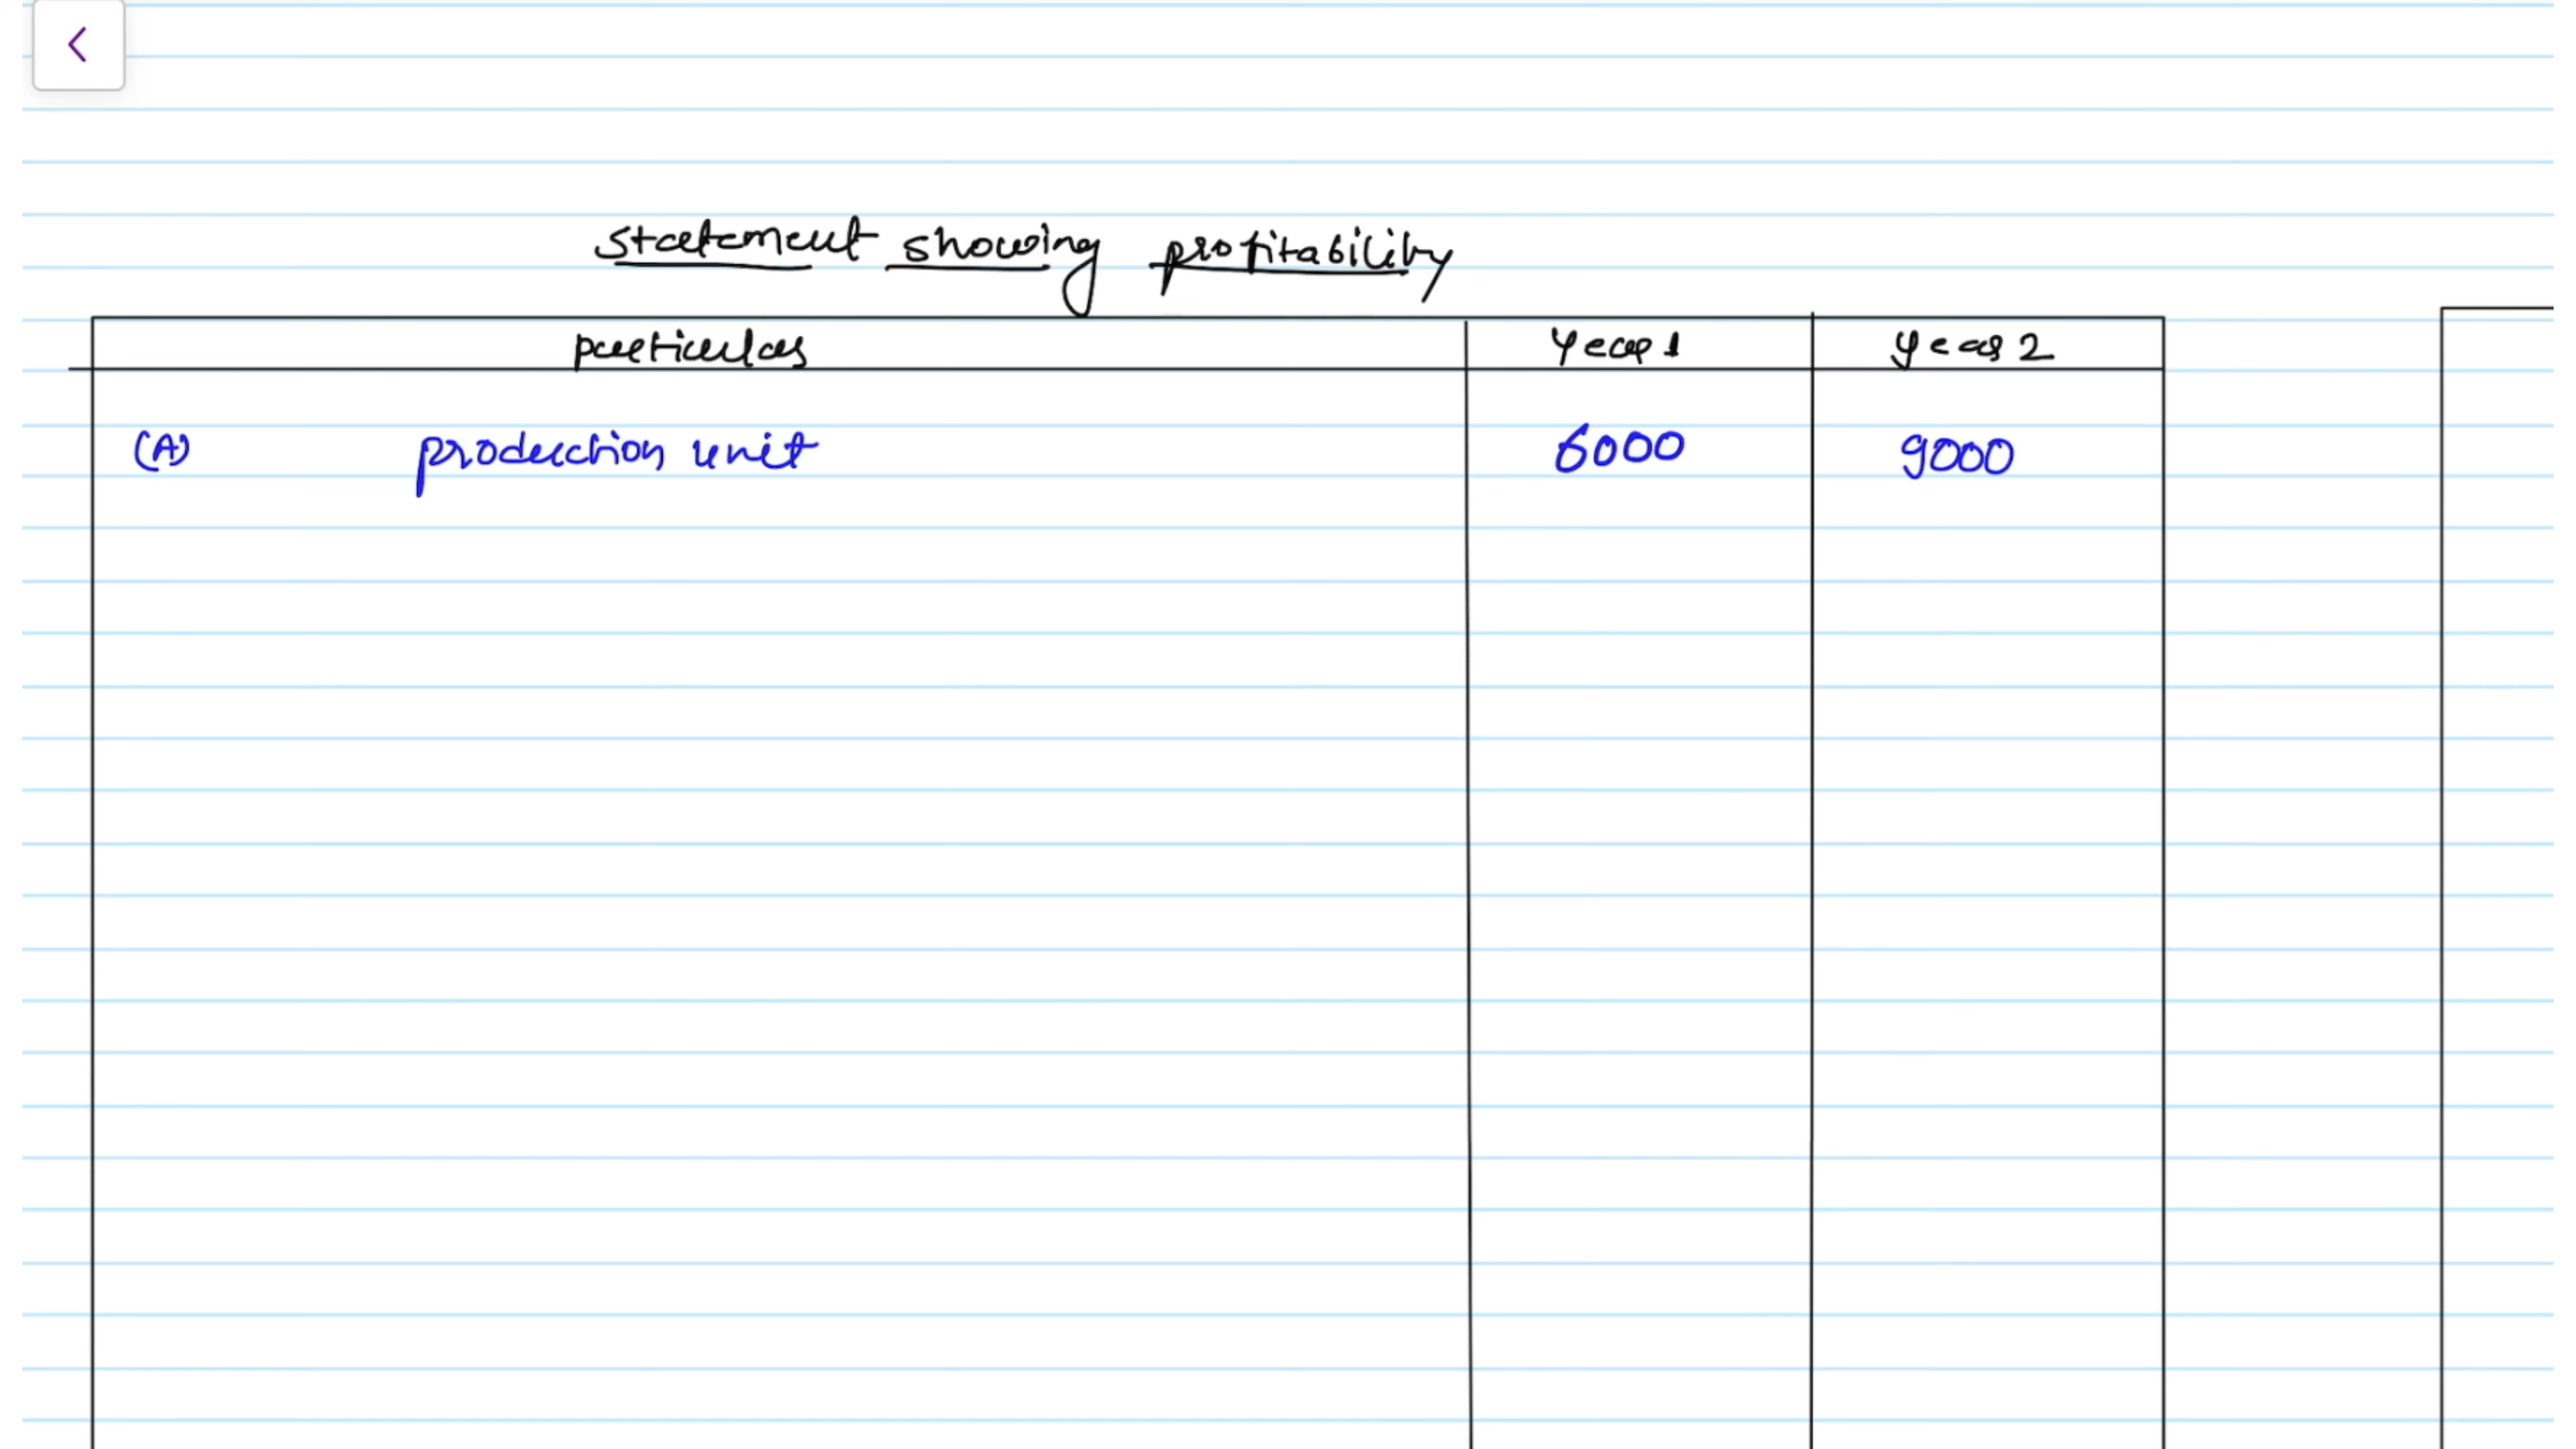 statement showing profitability
particulars Year 1 year 2
(A) production unit 6000 9000